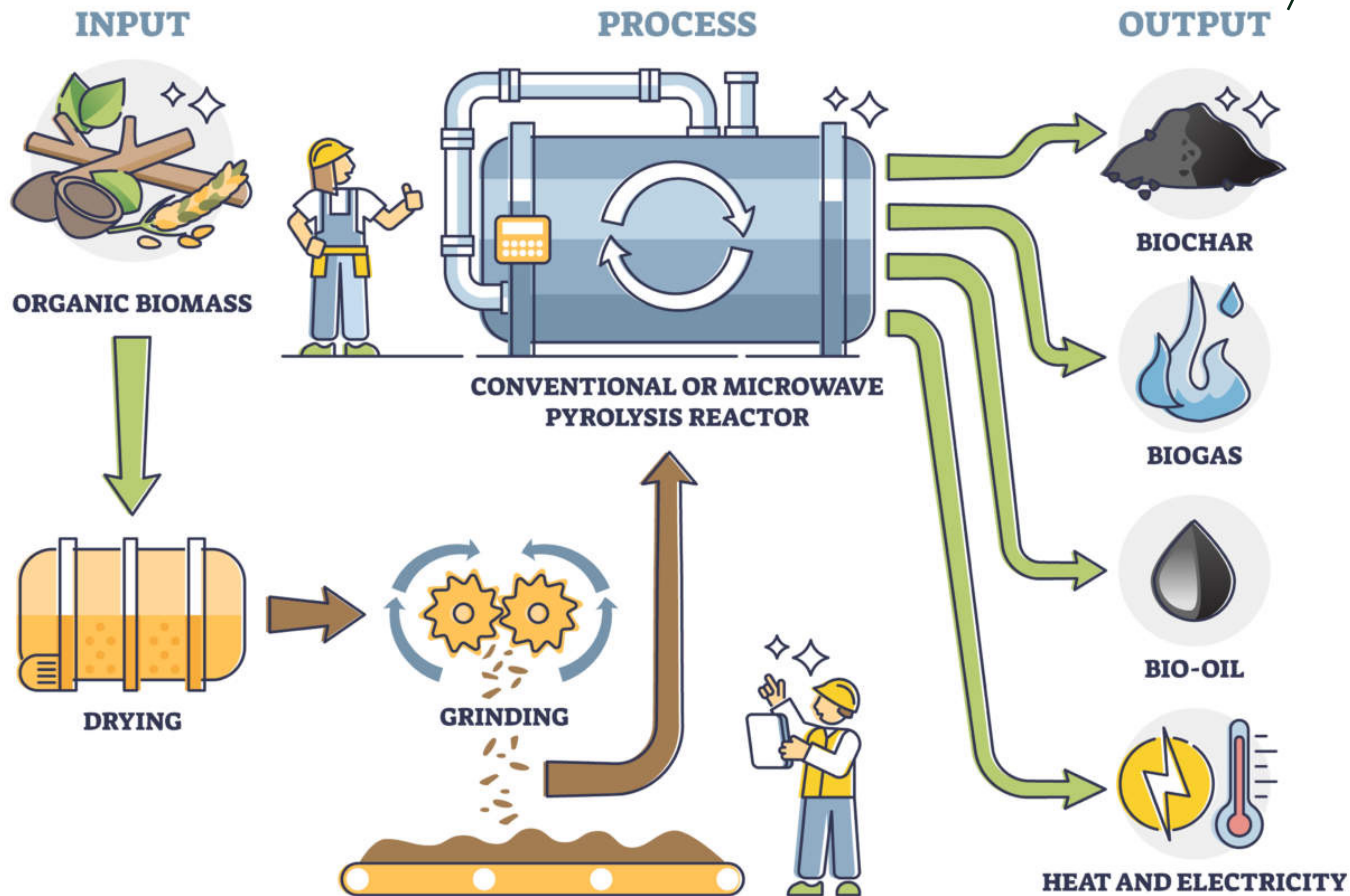 INPUT
PROCESS
OUTPUT
ORGANIC BIOMASS
CONVENTIONAL OR MICROWAVE
PYROLYSIS REACTOR
BIOCHAR
BIOGAS
DRYING
GRINDING
BIO-OIL
HEAT AND ELECTRICITY